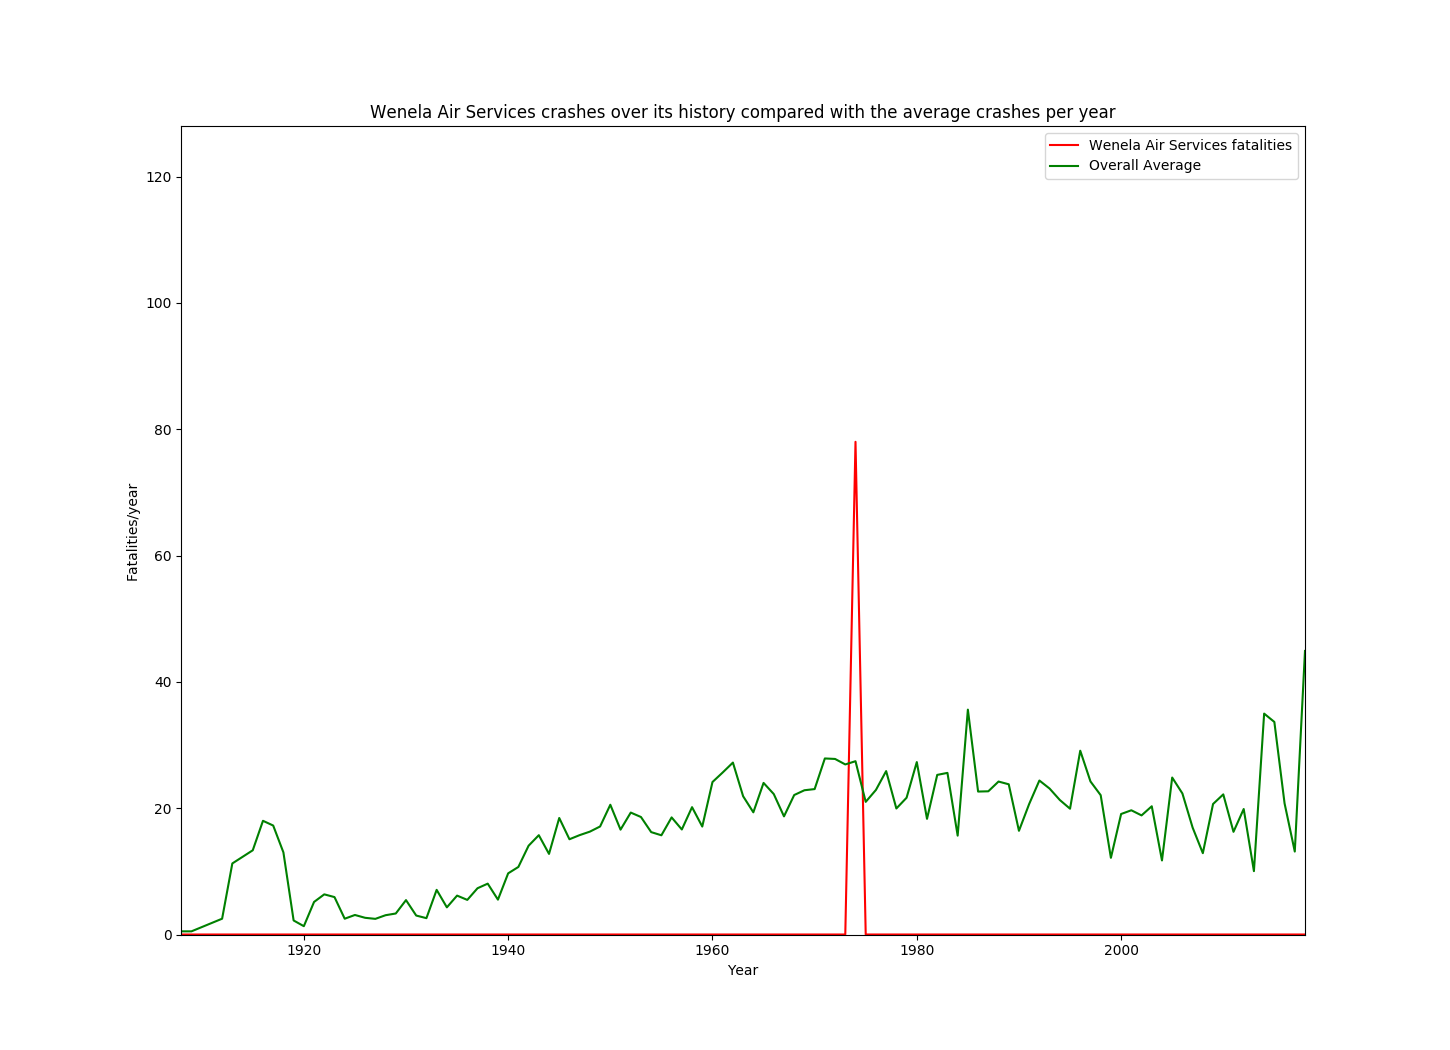 Wenela Air Services crashes over its history compared with the average crashes per year
Wenela Air Services fatalities
Overall Average
120
100
80
60
40
20
0
Fatalities/year
1920 1940 1960 1980 2000
Year